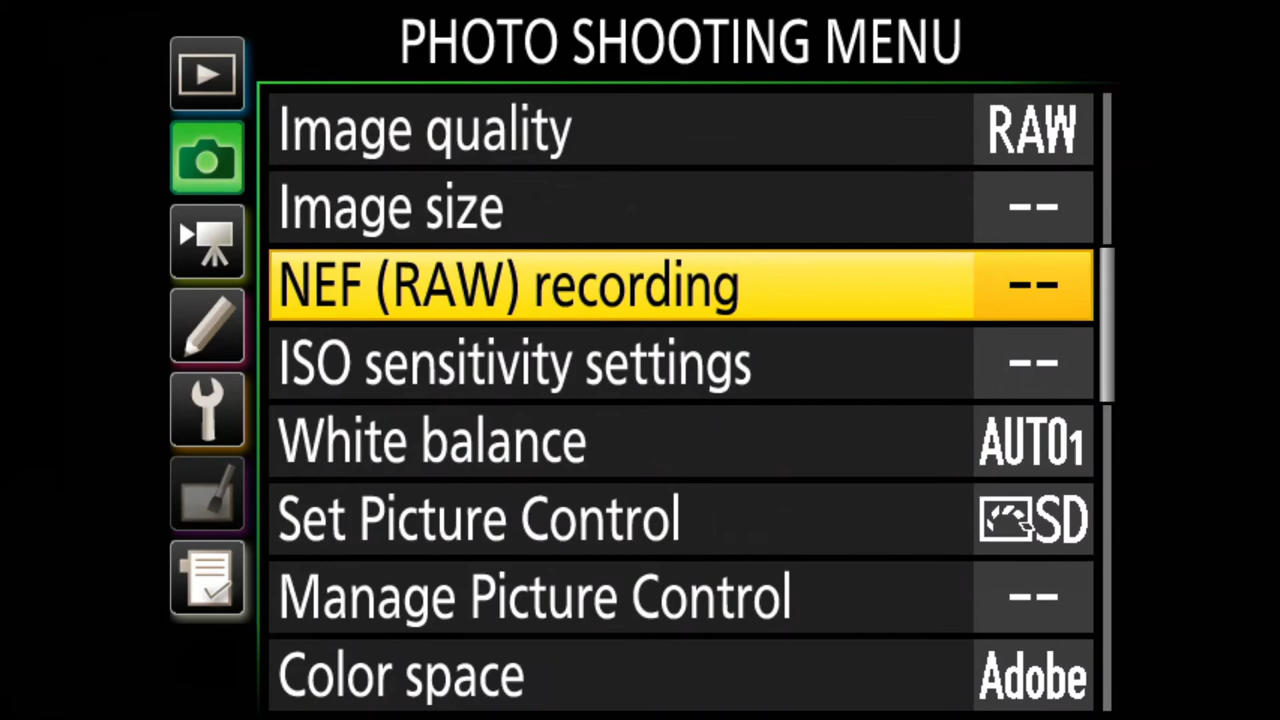 PHOTO SHOOTING MENU
Image quality RAW
Image size --
NEF (RAW) recording --
ISO sensitivity settings --
White balance AUTO1
Set Picture Control SD
Manage Picture Control --
Color space Adobe